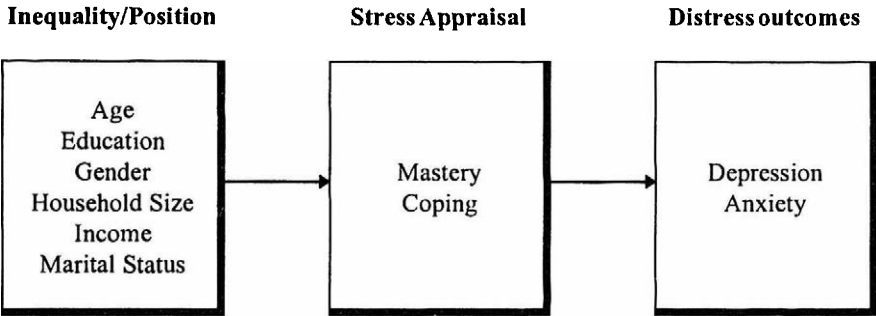 Inequality/Position
Stress Appraisal
Distress outcomes
Age
Education
Gender
Household Size
Income
Marital Status
Mastery
Coping
Depression
Anxiety